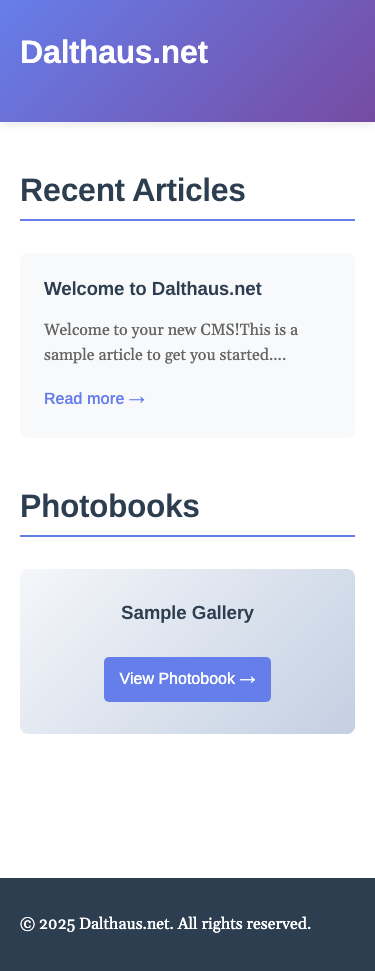 Dalthaus.net
Recent Articles
Welcome to Dalthaus.net
Welcome to your new CMS!This is a
sample article to get you started....
Read more →
Photobooks
Sample Gallery
View Photobook →
© 2025 Dalthaus.net. All rights reserved.